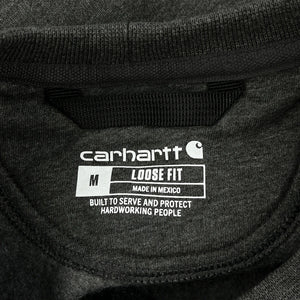 carhartt
M LOOSE FIT
MADE IN MEXICO
BUILT TO SERVE AND PROTECT
HARDWORKING PEOPLE